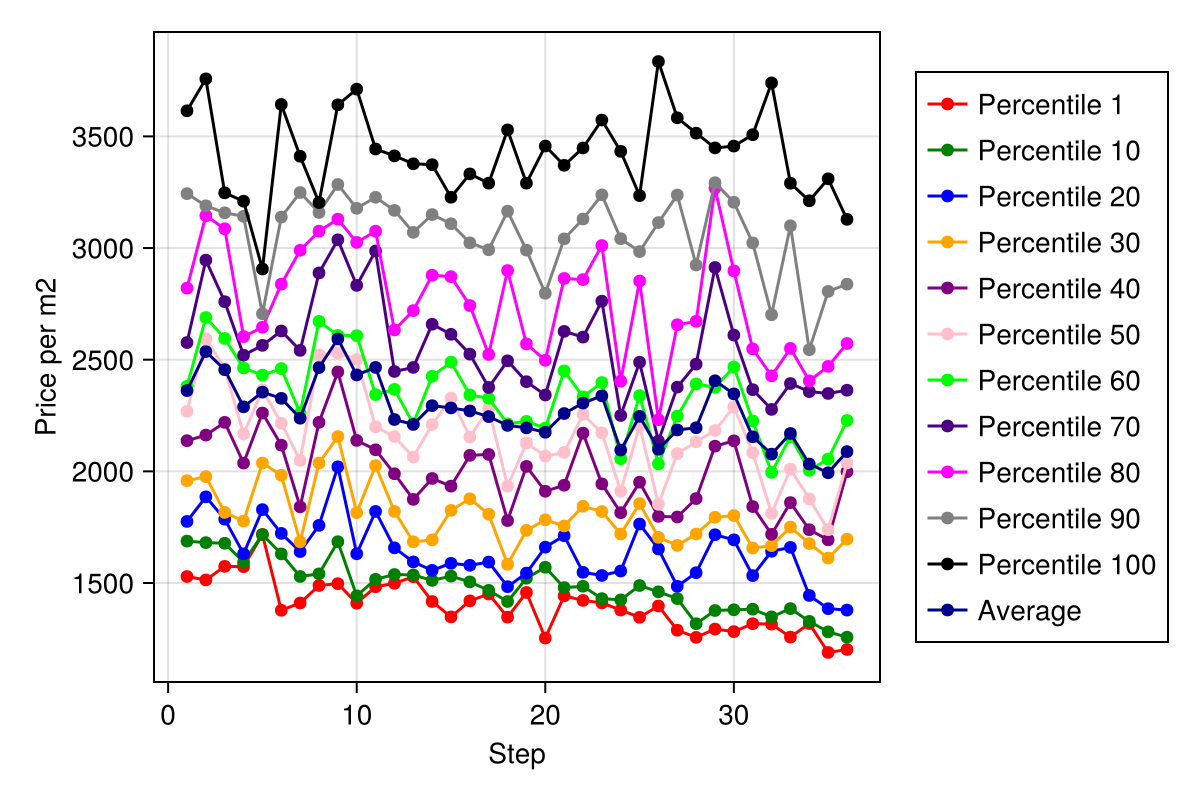 3500
3000
2500
2000
1500
Price per m2
0 10 20 30
Step
Percentile 1
Percentile 10
Percentile 20
Percentile 30
Percentile 40
Percentile 50
Percentile 60
Percentile 70
Percentile 80
Percentile 90
Percentile 100
Average